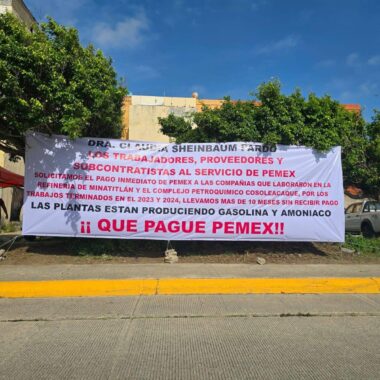 DRA. CLAUDIA SHEINBAUM PARDO
LOS TRABAJADORES, PROVEEDORES Y
SUBCONTRATISTAS AL SERVICIO DE PEMEX
SOLICITAMOS EL PAGO INMEDIATO DE PEMEX A LAS COMPAÑIAS QUE LABORARON EN LA
REFINERIA DE MINATITLÁN Y EL COMPLEJO PETROQUIMICO COSOLEACAQUE, POR LOS
TRABAJOS TERMINADOS EN EL 2023 Y 2024, LLEVAMOS MAS DE 10 MESES SIN RECIBIR PAGO
LAS PLANTAS ESTAN PRODUCIENDO GASOLINA Y AMONIACO
¡¡ QUE PAGUE PEMEX!!